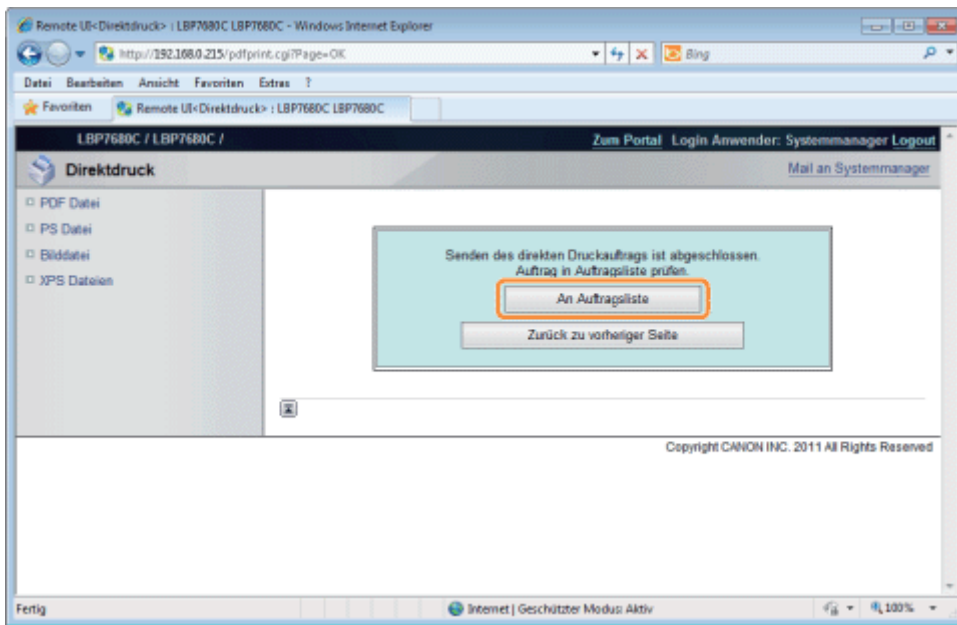 Remote UI<Direktdruck> : LBP7680C LBP7680C - Windows Internet Explorer
http://192.168.0.215/pdfprint.cgi?Page=OK
Bing
Datei Bearbeiten Ansicht Favoriten Extras ?
Favoriten Remote UI<Direktdruck> : LBP7680C LBP7680C
LBP7680C / LBP7680C / Zum Portal Login Anwender: Systemmanager Logout
Direktdruck Mail an Systemmanager
PDF Datei
PS Datei
Bilddatei
XPS Dateien
Senden des direkten Druckauftrags ist abgeschlossen.
Auftrag in Auftragsliste prüfen.
An Auftragsliste
Zurück zu vorheriger Seite
Copyright CANON INC. 2011 All Rights Reserved
Fertig Internet | Geschützter Modus: Aktiv 100%